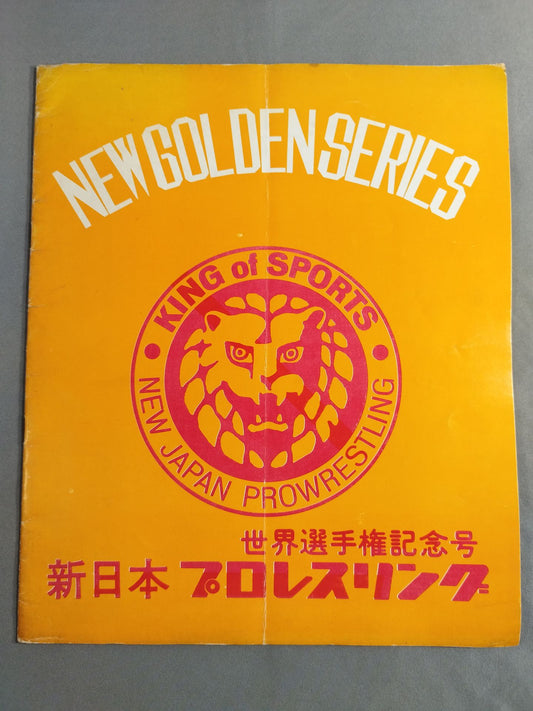 NEW GOLDEN SERIES
KING of SPORTS
NEW JAPAN PROWRESTLING
世界選手権記念号
新日本プロレスリング